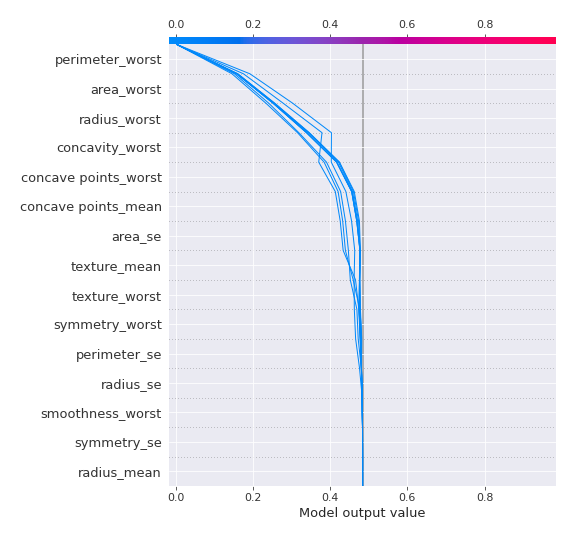 0.0 0.2 0.4 0.6 0.8
perimeter_worst
area_worst
radius_worst
concavity_worst
concave points_worst
concave points_mean
area_se
texture_mean
texture_worst
symmetry_worst
perimeter_se
radius_se
smoothness_worst
symmetry_se
radius_mean
0.0 0.2 0.4 0.6 0.8
Model output value